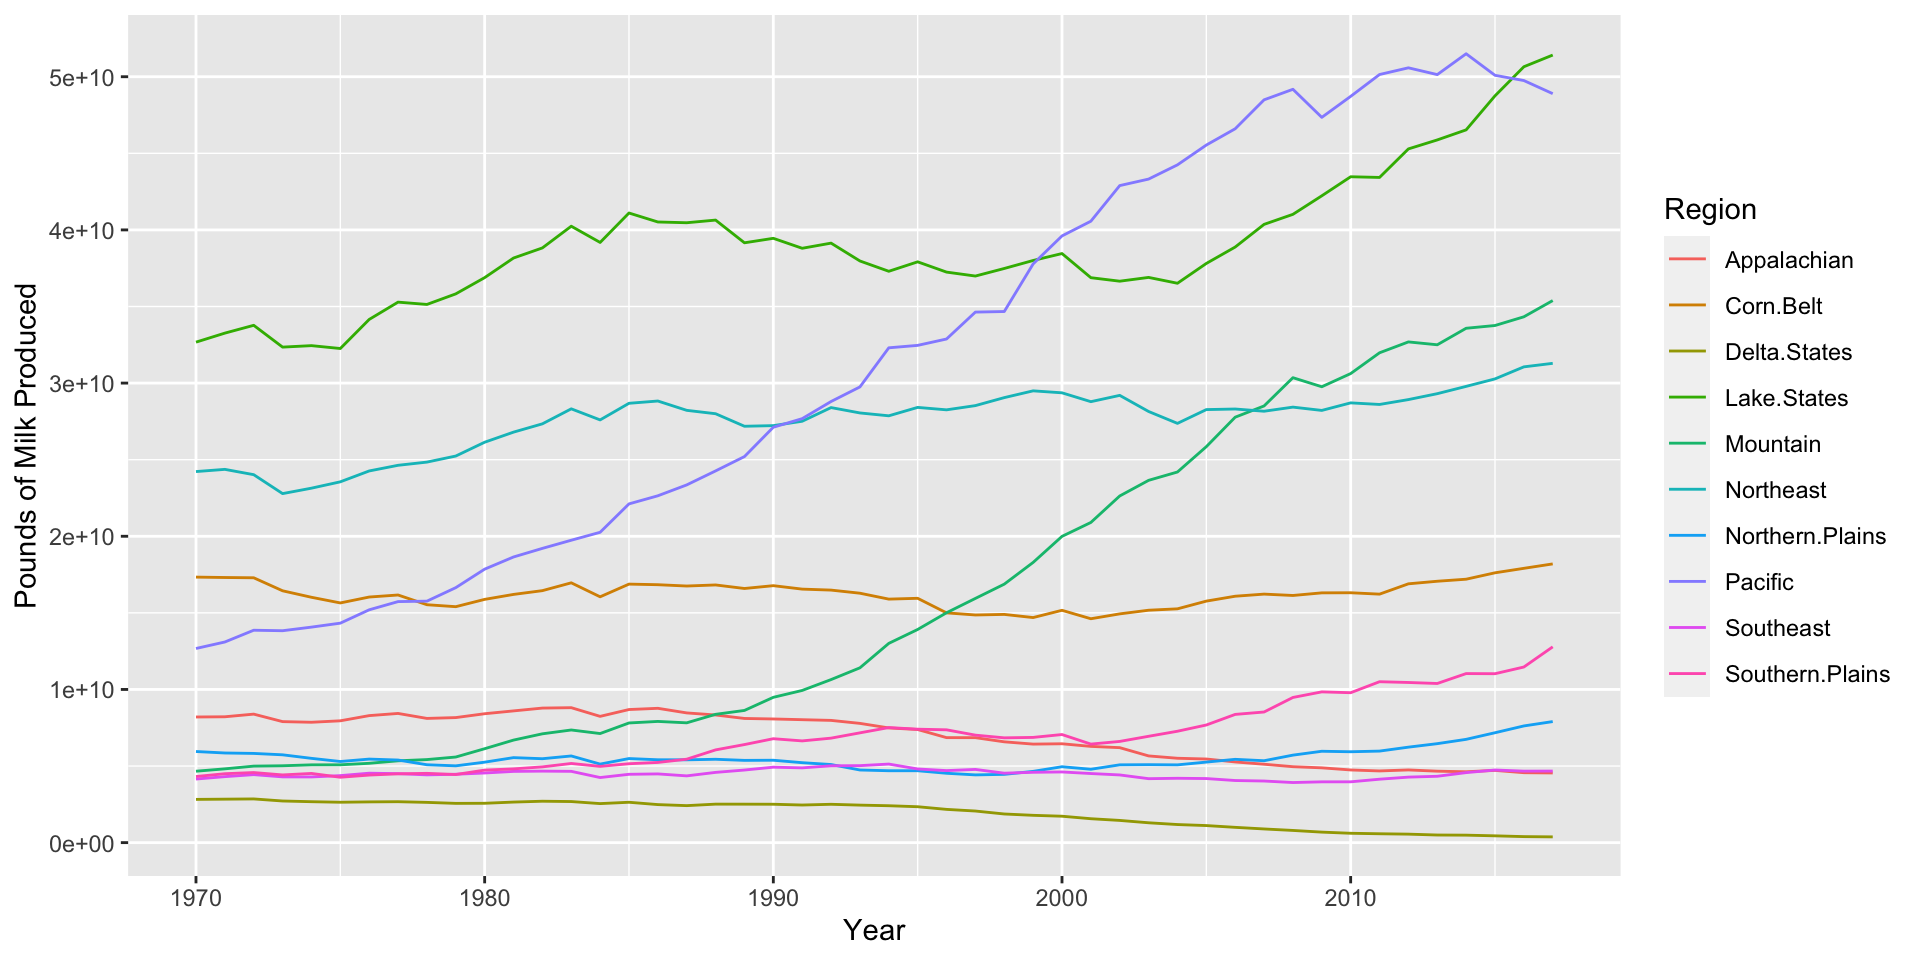 5e+10
4e+10
3e+10
2e+10
1e+10
0e+00
Pounds of Milk Produced
1970 1980 1990 2000 2010
Year
Region
Appalachian
Corn.Belt
Delta.States
Lake.States
Mountain
Northeast
Northern.Plains
Pacific
Southeast
Southern.Plains